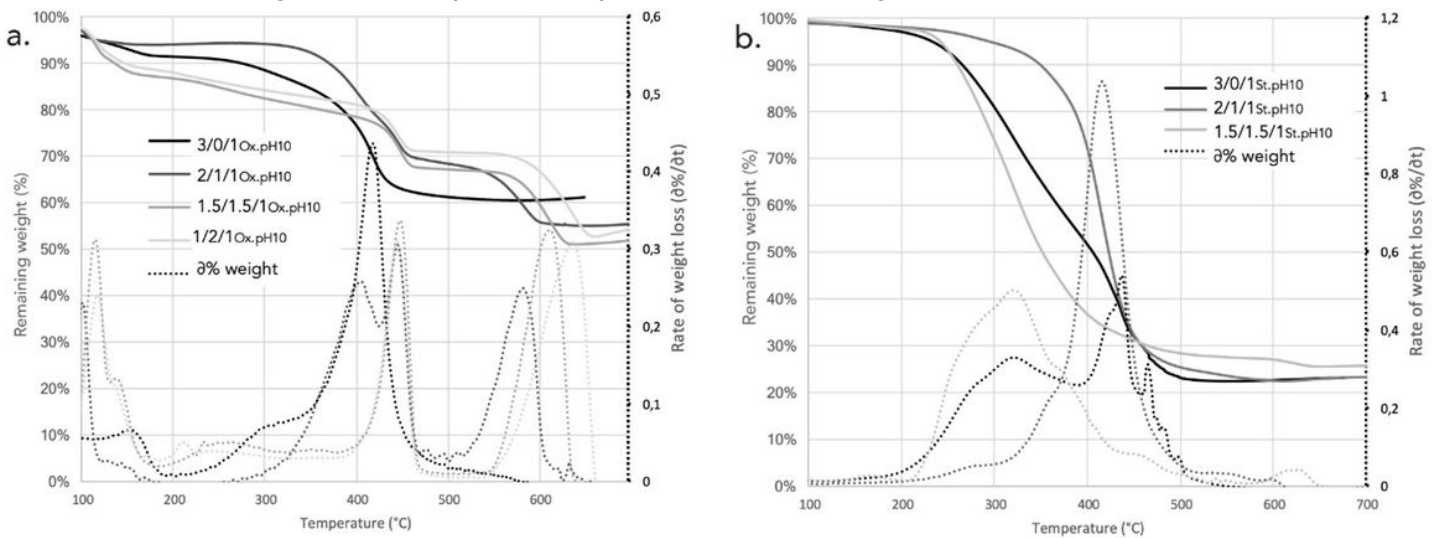 a.
100%
90%
80%
70%
60%
50%
40%
30%
20%
10%
0%
Remaining weight (%)
100
200
300
400
500
600
Temperature (°C)
0,6
0,5
0,4
0,3
0,2
0,1
0
Rate of weight loss (∂%/∂t)
3/0/1Ox.pH10
2/1/1Ox.pH10
1.5/1.5/1Ox.pH10
1/2/1Ox.pH10
∂% weight
b.
100%
90%
80%
70%
60%
50%
40%
30%
20%
10%
0%
Remaining weight (%)
100
200
300
400
500
600
700
Temperature (°C)
1,2
1
0,8
0,6
0,4
0,2
0
Rate of weight loss (∂%/∂t)
3/0/1St.pH10
2/1/1St.pH10
1.5/1.5/1St.pH10
∂% weight